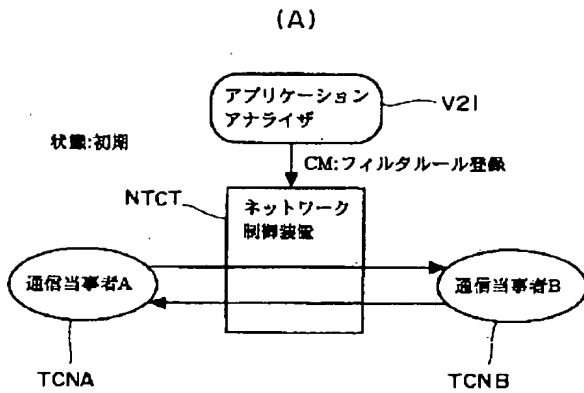 (A)
アプリケーション
アナライザ
V21
状態:初期
CM:フィルタルール登録
NTCT
ネットワーク
制御装置
通信当事者A
通信当事者B
TCNA
TCNB